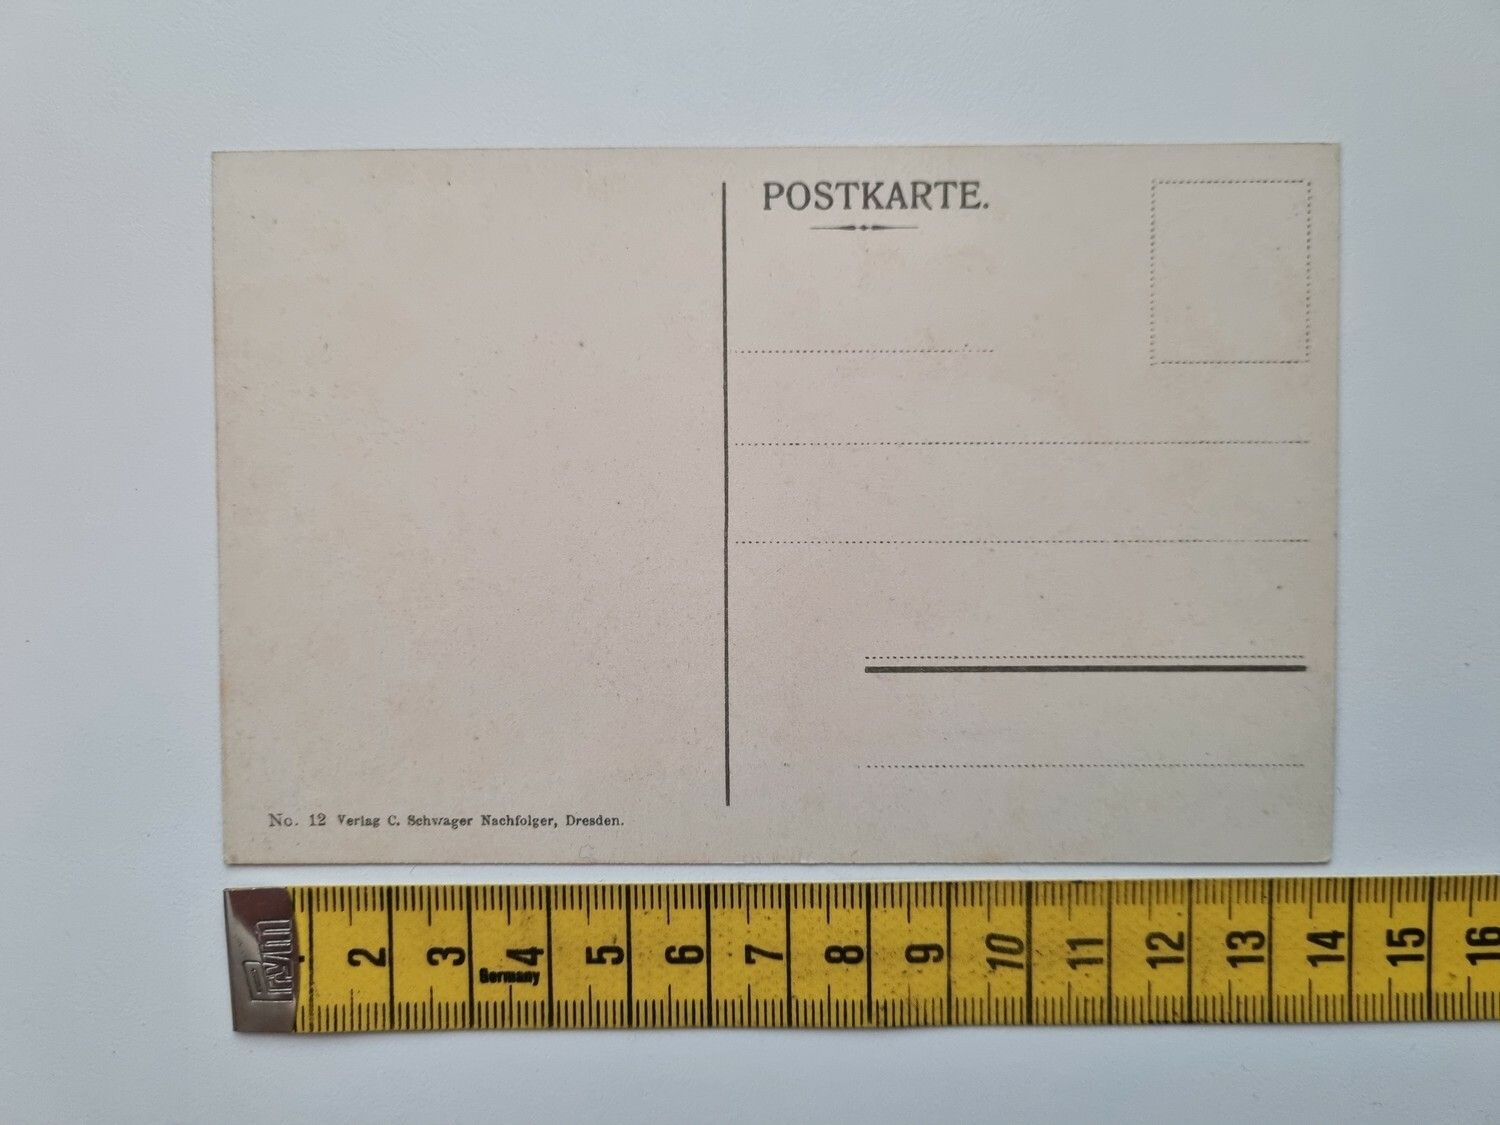 POSTKARTE.
No. 12 Verlag C. Schwager Nachfolger, Dresden.
Prym
2 3 4 5 6 7 8 9 10 11 12 13 14 15 16
Germany